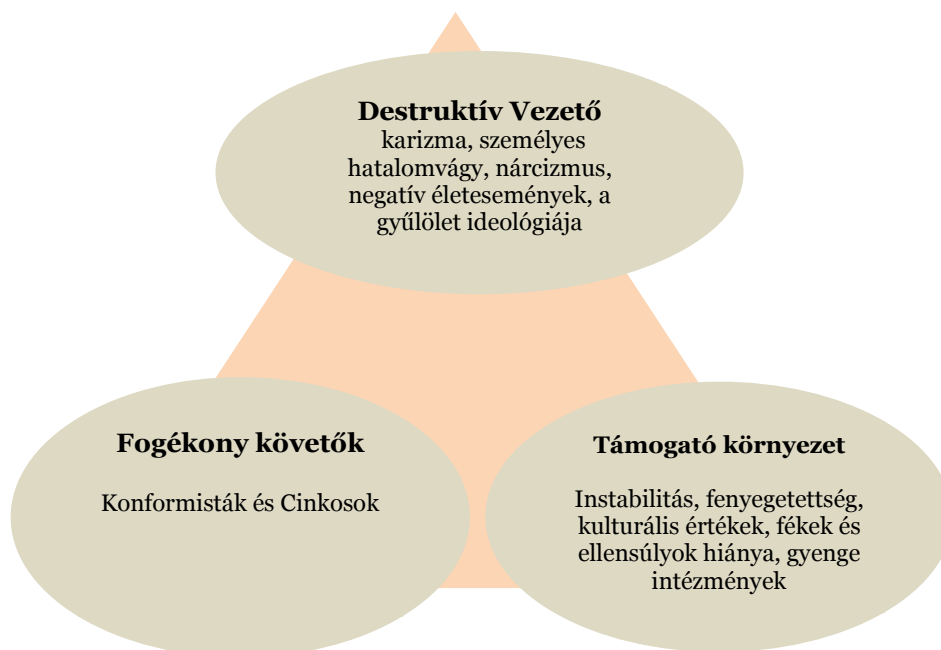 Destruktív Vezető
karizma, személyes
hatalomvágy, nárcizmus,
negatív életesemények, a
gyűlölet ideológiája
Fogékony követők
Konformisták és Cinkosok
Támogató környezet
Instabilitás, fenyegetettség,
kulturális értékek, fékek és
ellensúlyok hiánya, gyenge
intézmények